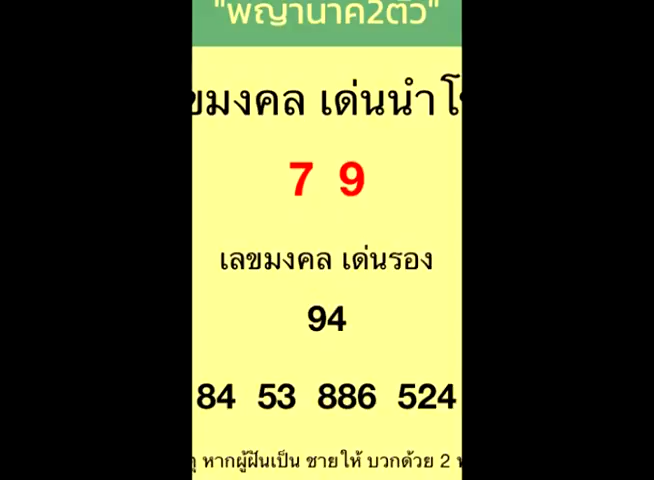 "พญานาค2ตัว"
ขมงคล เด่นนำโ
7 9
เลขมงคล เด่นรอง
94
84 53 886 524
หากผู้ฝันเป็น ชายให้ บวกด้วย 2